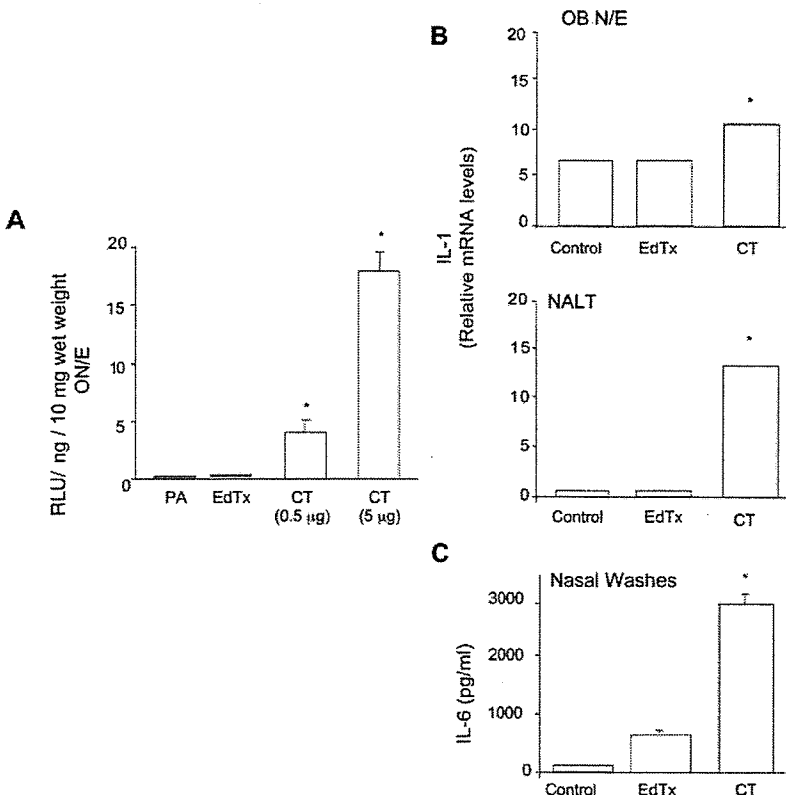 A
RLU/ ng / 10 mg wet weight
ON/E
20
15
10
5
0
*
*
PA
EdTx
CT
(0.5 µg)
CT
(5 µg)
B
OB N/E
IL-1
(Relative mRNA levels)
20
15
10
5
0
*
Control
EdTx
CT
NALT
20
15
10
5
0
*
Control
EdTx
CT
C
Nasal Washes
IL-6 (pg/ml)
3000
2000
1000
0
*
Control
EdTx
CT